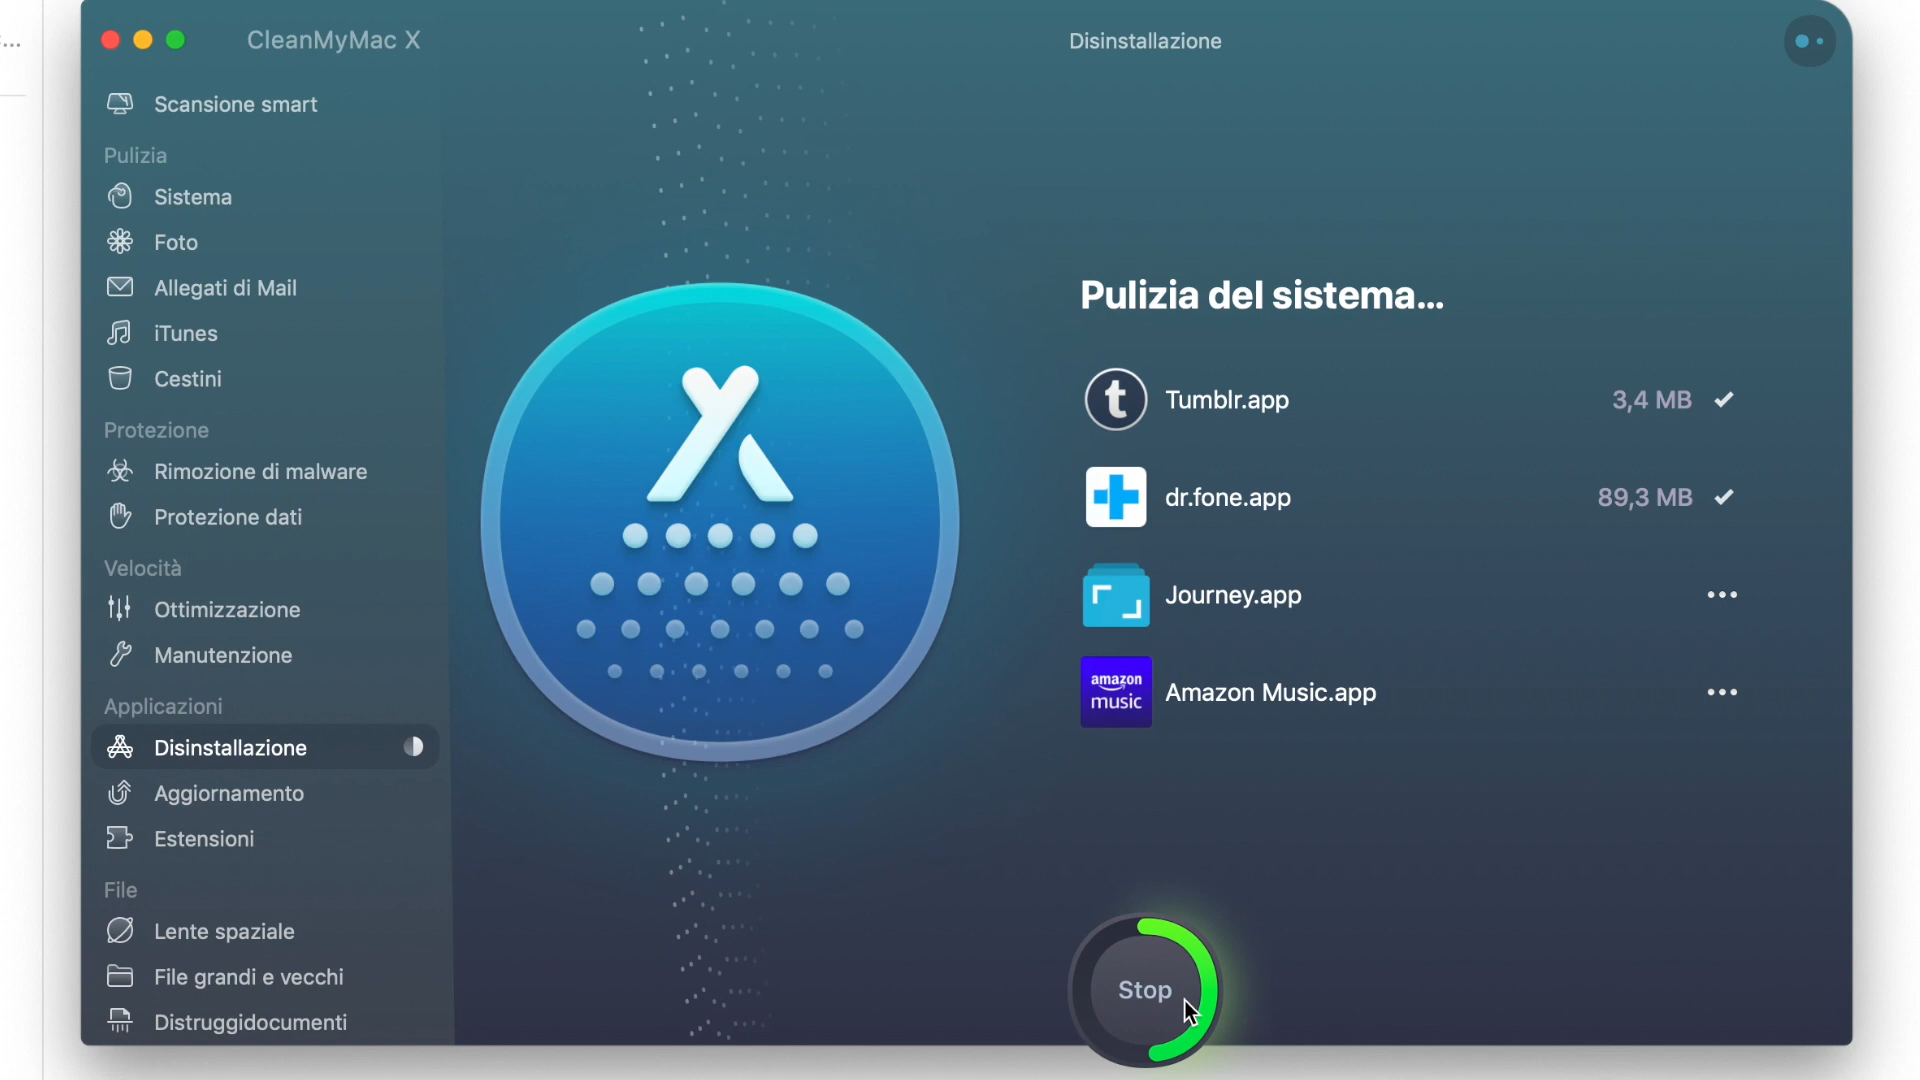 ...
CleanMyMac X
Disinstallazione
Scansione smart
Pulizia
Sistema
Foto
Allegati di Mail
iTunes
Cestini
Protezione
Rimozione di malware
Protezione dati
Velocità
Ottimizzazione
Manutenzione
Applicazioni
Disinstallazione
Aggiornamento
Estensioni
File
Lente spaziale
File grandi e vecchi
Distruggidocumenti
Pulizia del sistema...
t
Tumblr.app
3,4 MB
dr.fone.app
89,3 MB
Journey.app
amazon
music
Amazon Music.app
Stop